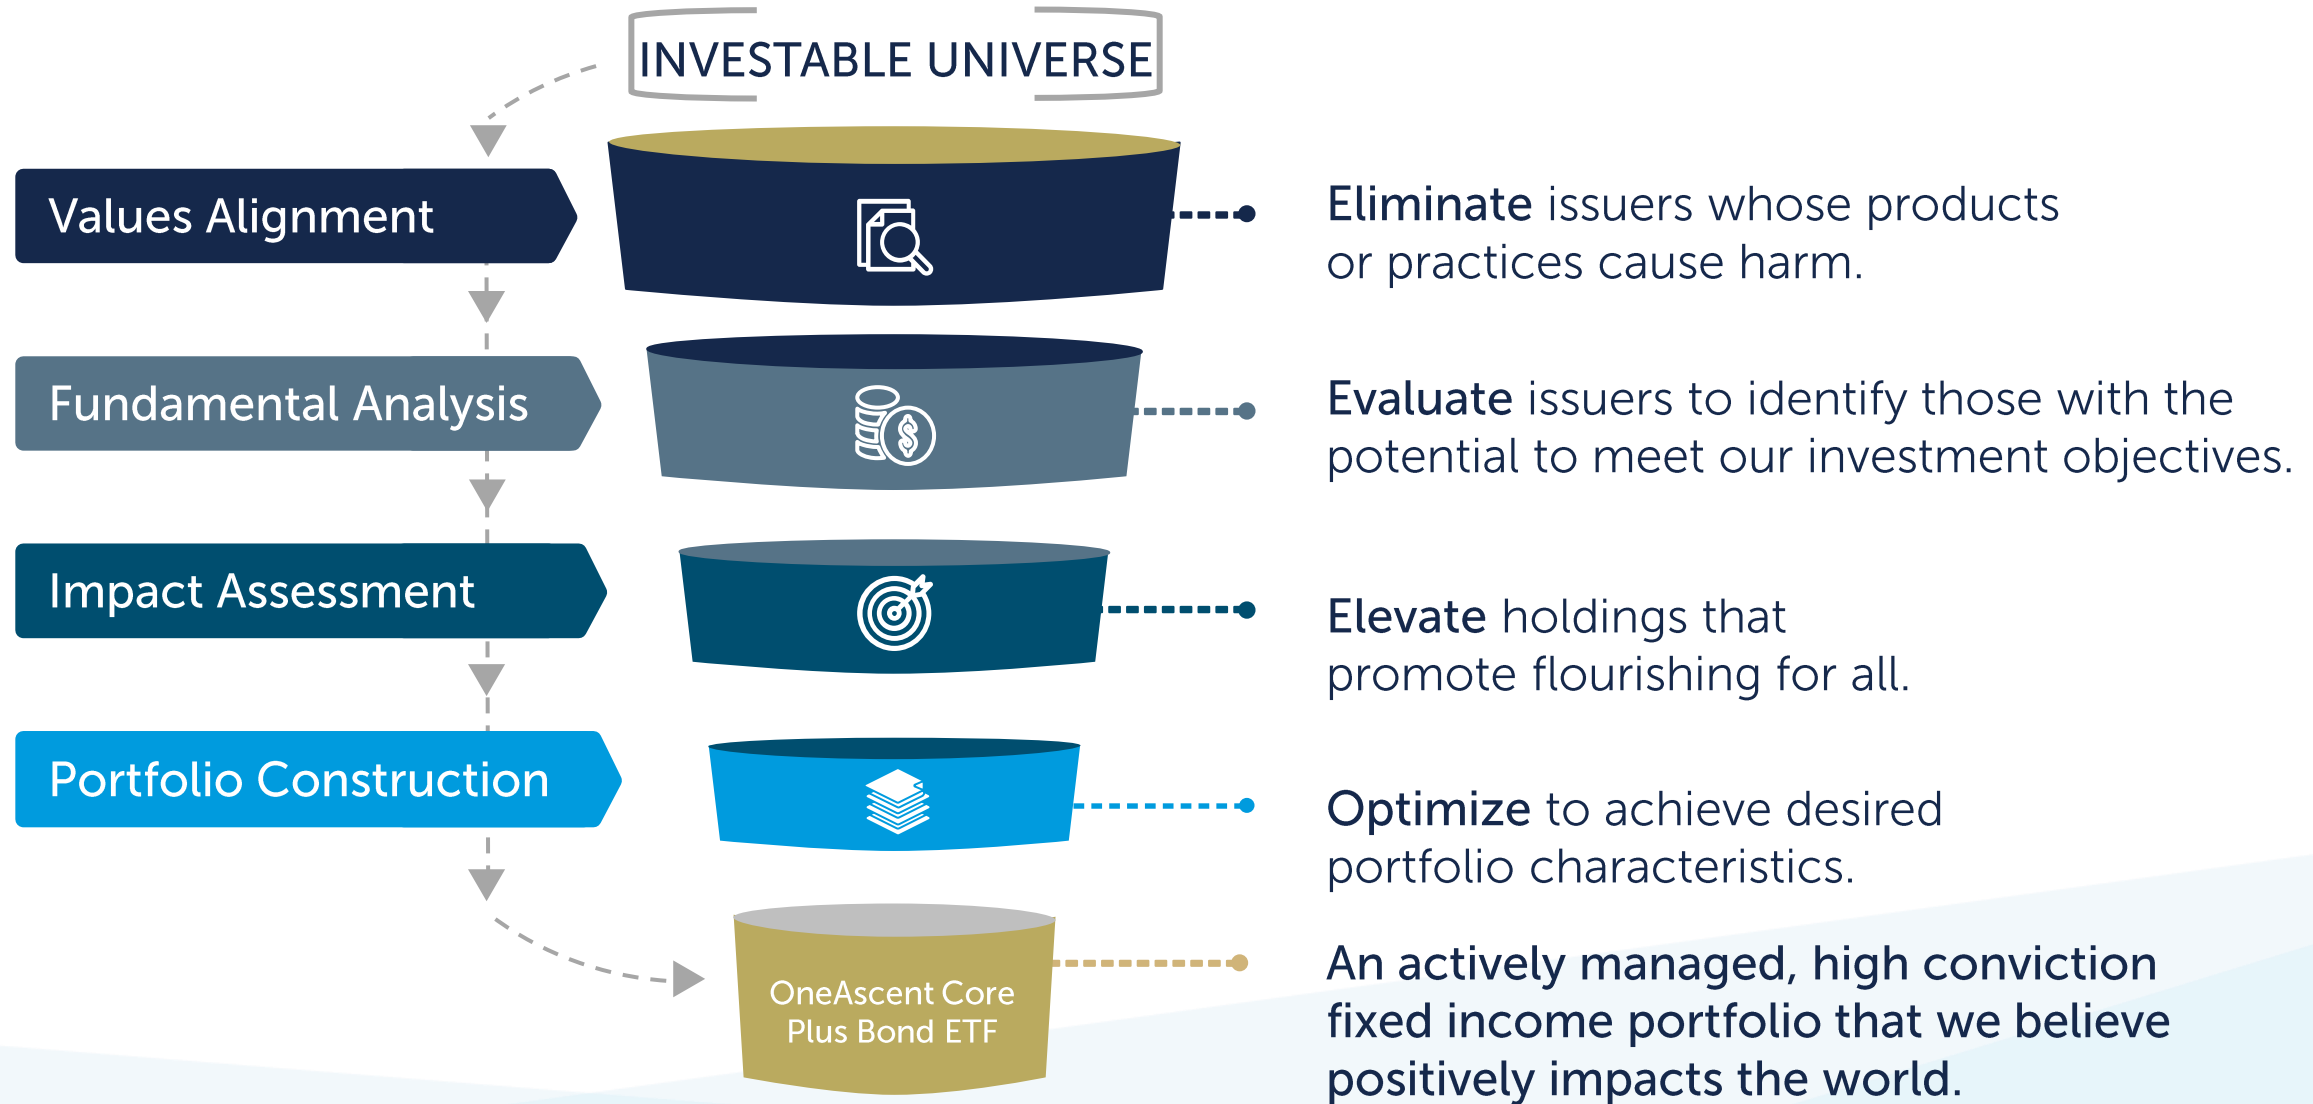 INVESTABLE UNIVERSE
Values Alignment
Eliminate issuers whose products
or practices cause harm.
Fundamental Analysis
Evaluate issuers to identify those with the
potential to meet our investment objectives.
Impact Assessment
Elevate holdings that
promote flourishing for all.
Portfolio Construction
Optimize to achieve desired
portfolio characteristics.
OneAscent Core
Plus Bond ETF
An actively managed, high conviction
fixed income portfolio that we believe
positively impacts the world.